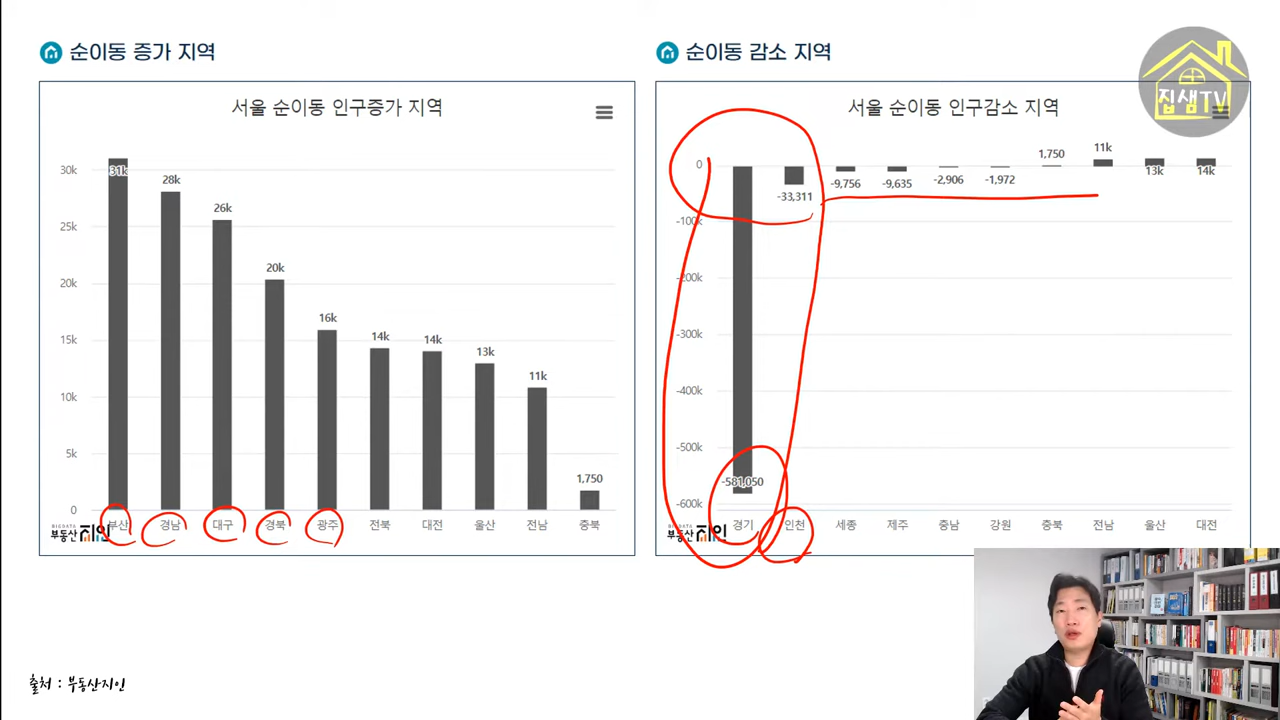 순이동 증가 지역
서울 순이동 인구증가 지역
30k
25k
20k
15k
10k
5k
0
31k
28k
26k
20k
16k
14k
14k
13k
11k
1,750
부산
경남
대구
경북
광주
전북
대전
울산
전남
충북
BIGDATA
부동산지인
순이동 감소 지역
집샘TV
서울 순이동 인구감소 지역
0
-100k
-200k
-300k
-400k
-500k
-600k
-581,050
-33,311
-9,756
-9,635
-2,906
-1,972
1,750
11k
13k
14k
경기
인천
세종
제주
충남
강원
충북
전남
울산
대전
BIGDATA
부동산지인
출처 : 부동산지인